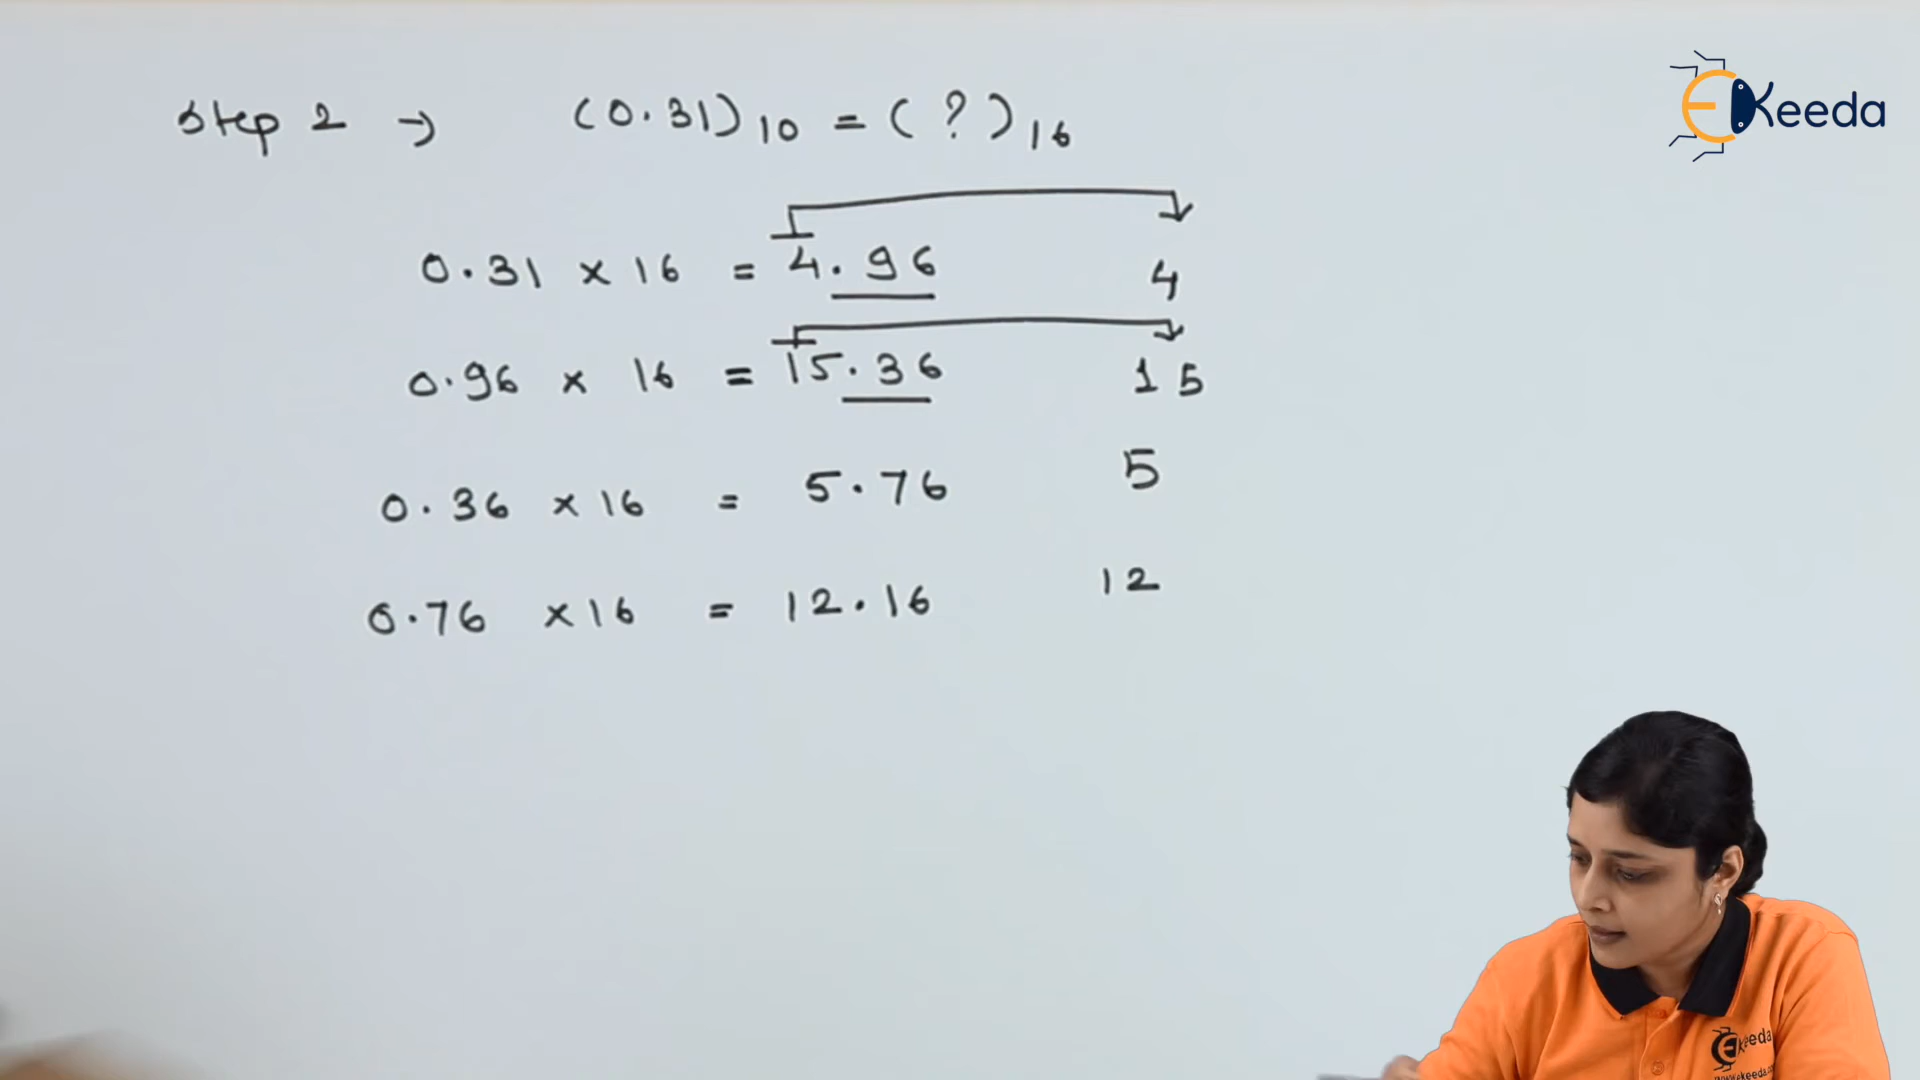 Step 2 → (0.31)10 = (?)16
0.31 × 16 = 4.96 4
0.96 × 16 = 15.36 15
0.36 × 16 = 5.76 5
0.76 × 16 = 12.16 12
EKeeda
Ekeeda